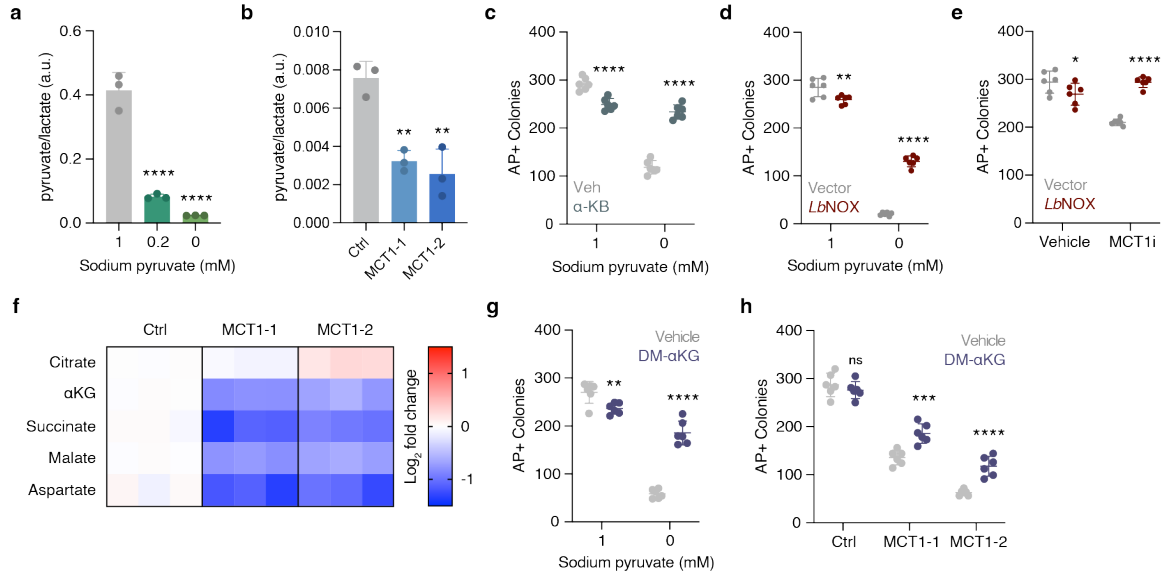 a
pyruvate/lactate (a.u.)
0.6
0.4
0.2
0.0
****
****
1
0.2
0
Sodium pyruvate (mM)
b
pyruvate/lactate (a.u.)
0.010
0.008
0.006
0.004
0.002
0.000
**
**
Ctrl
MCT1-1
MCT1-2
c
AP+ Colonies
400
300
200
100
0
****
****
Veh
α-KB
1
0
Sodium pyruvate (mM)
d
AP+ Colonies
400
300
200
100
0
**
****
Vector
LbNOX
1
0
Sodium pyruvate (mM)
e
AP+ Colonies
400
300
200
100
0
*
****
Vector
LbNOX
Vehicle
MCT1i
f
Ctrl
MCT1-1
MCT1-2
Citrate
αKG
Succinate
Malate
Aspartate
1
0
-1
Log2 fold change
g
AP+ Colonies
400
300
200
100
0
Vehicle
DM-αKG
**
****
1
0
Sodium pyruvate (mM)
h
AP+ Colonies
400
300
200
100
0
Vehicle
DM-αKG
ns
***
****
Ctrl
MCT1-1
MCT1-2